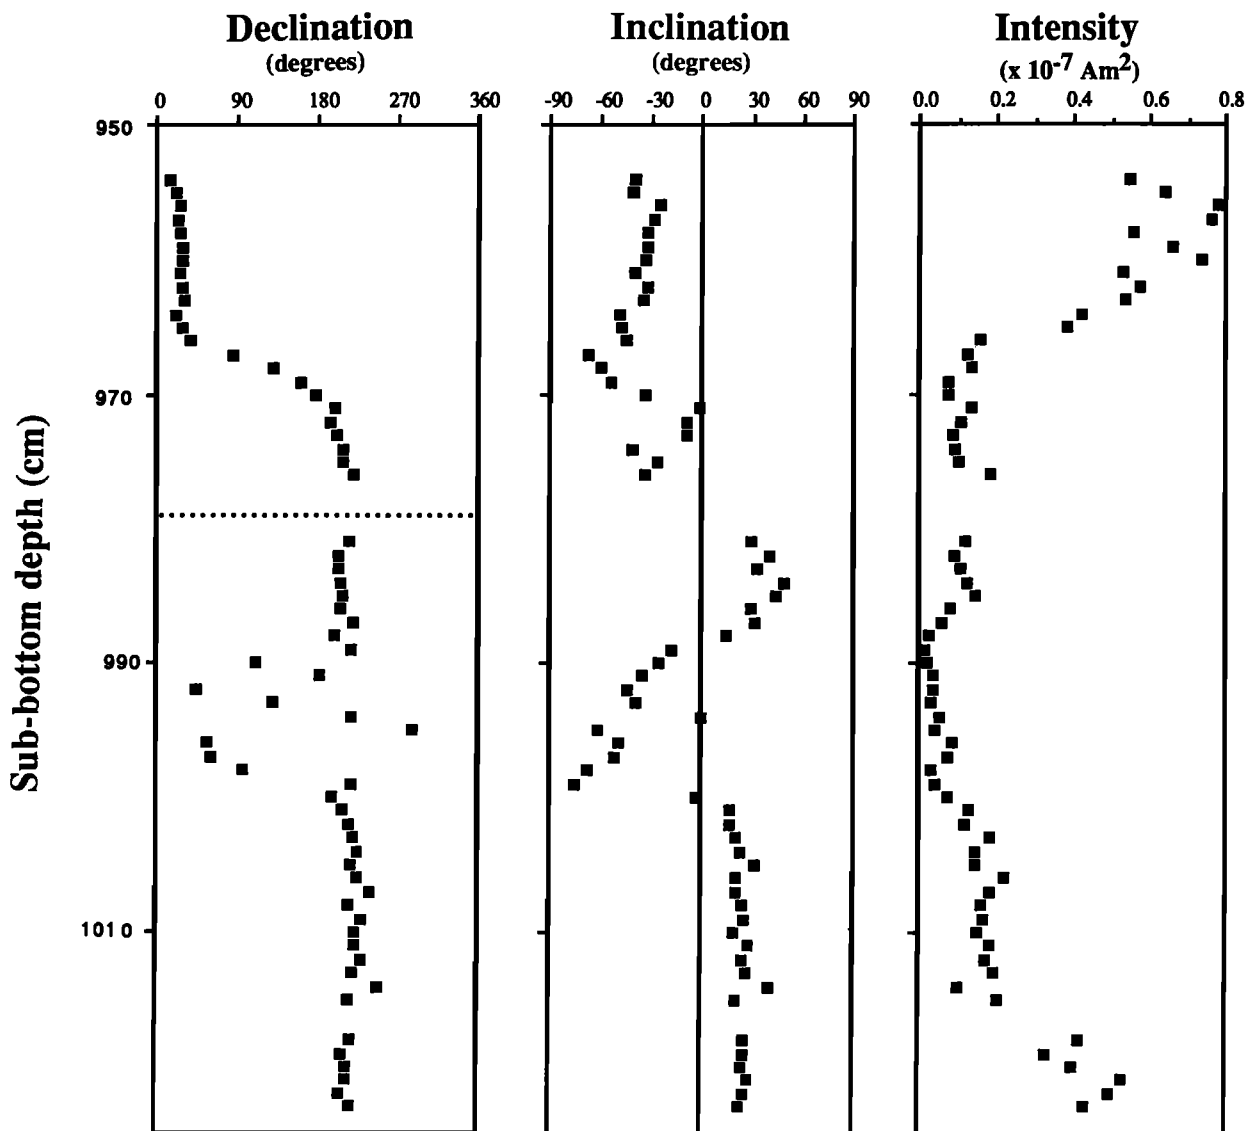 Declination Inclination Intensity
(degrees) (degrees) (x 10⁻⁷ Am²)
0 90 180 270 360 -90 -60 -30 0 30 60 90 0.0 0.2 0.4 0.6 0.8
950
970
990
1010
Sub-bottom depth (cm)